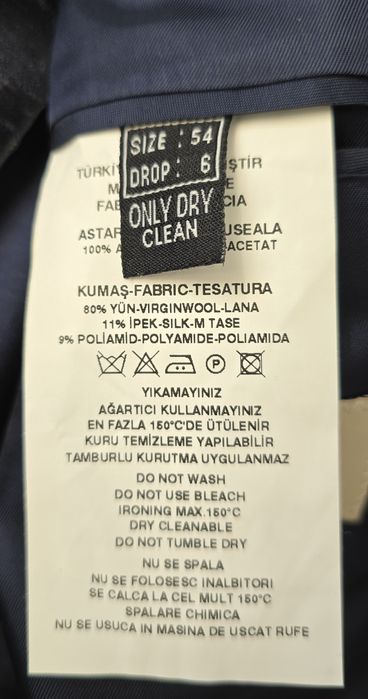 SIZE : 54
DROP : 6
ONLY DRY
CLEAN
KUMAŞ-FABRIC-TESATURA
80% YÜN-VIRGINWOOL-LANA
11% İPEK-SILK-M TASE
9% POLİAMİD-POLYAMIDE-POLIAMIDA
P
YIKAMAYINIZ
AĞARTICI KULLANMAYINIZ
EN FAZLA 150°C'DE ÜTÜLENİR
KURU TEMİZLEME YAPILABİLİR
TAMBURLU KURUTMA UYGULANMAZ
DO NOT WASH
DO NOT USE BLEACH
IRONING MAX.150°C
DRY CLEANABLE
DO NOT TUMBLE DRY
NU SE SPALA
NU SE FOLOSESC INALBITORI
SE CALCA LA CEL MULT 150°C
SPALARE CHIMICA
NU SE USUCA IN MASINA DE USCAT RUFE